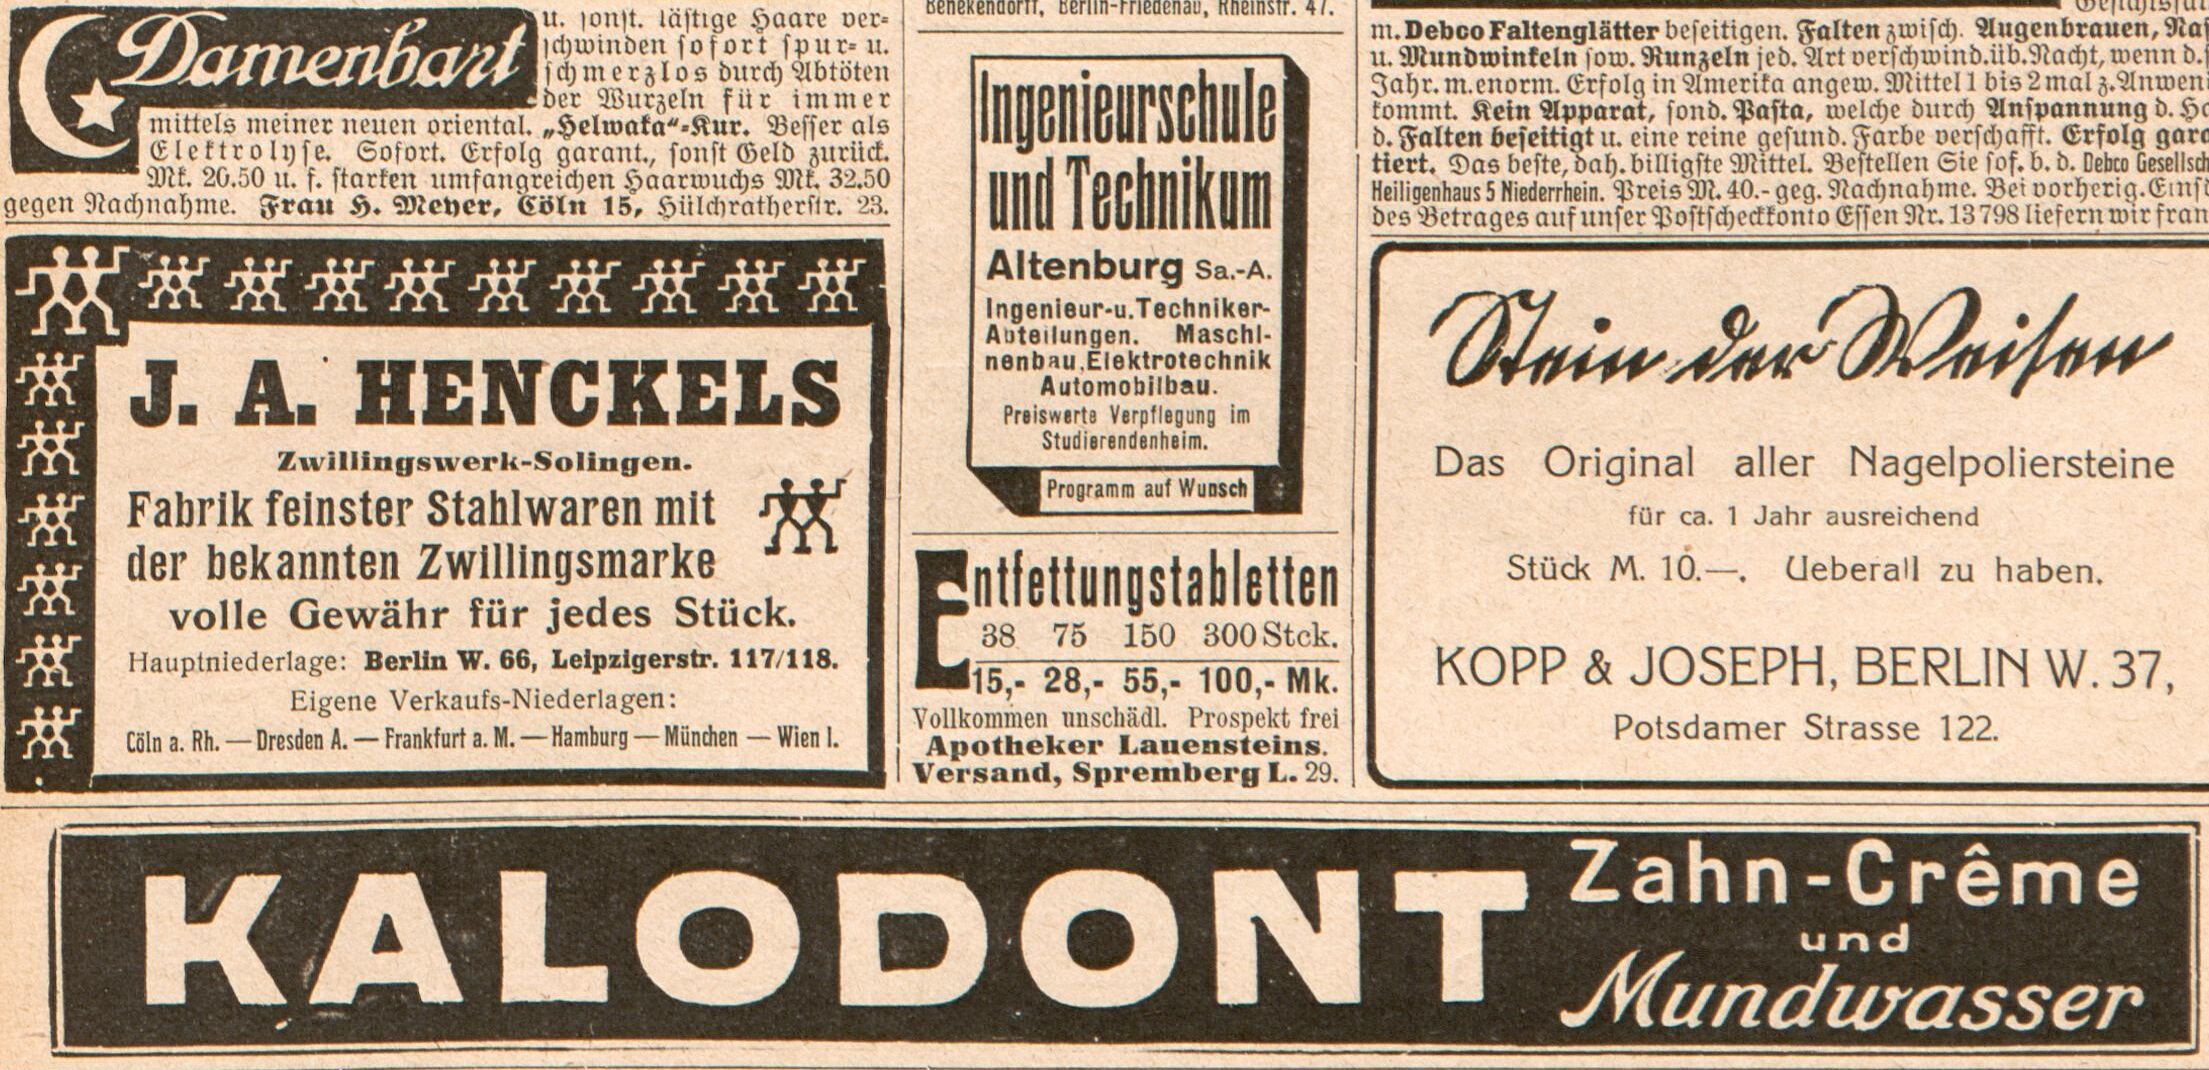 Damenbart
u. sonst. lästige Haare ver-
schwinden sofort spur- u.
schmerzlos durch Abtöten
der Wurzeln für immer
mittels meiner neuen oriental. „Helwaka“-Kur. Besser als
Elektrolyse. Sofort. Erfolg garant., sonst Geld zurück.
Mk. 20.50 u. f. starken umfangreichen Haarwuchs Mk. 32.50
gegen Nachnahme. Frau H. Meyer, Cöln 15, Hülchratherstr. 23.
J. A. HENCKELS
Zwillingswerk-Solingen.
Fabrik feinster Stahlwaren mit
der bekannten Zwillingsmarke
volle Gewähr für jedes Stück.
Hauptniederlage: Berlin W. 66, Leipzigerstr. 117/118.
Eigene Verkaufs-Niederlagen:
Cöln a. Rh. — Dresden A. — Frankfurt a. M. — Hamburg — München — Wien I.
Benekendorff, Berlin-Friedenau, Rheinstr. 47.
Ingenieurschule
und Technikum
Altenburg Sa.-A.
Ingenieur-u. Techniker-
Abteilungen. Maschi-
nenbau, Elektrotechnik
Automobilbau.
Preiswerte Verpflegung im
Studierendenheim.
Programm auf Wunsch
Entfettungstabletten
38 75 150 300 Stck.
15,- 28,- 55,- 100,- Mk.
Vollkommen unschädl. Prospekt frei
Apotheker Lauensteins.
Versand, Spremberg L. 29.
m. Debco Faltenglätter beseitigen. Falten zwisch. Augenbrauen, Nas
u. Mundwinkeln sow. Runzeln jed. Art verschwind. üb. Nacht, wenn d.
Jahr. m. enorm. Erfolg in Amerika angew. Mittel 1 bis 2 mal z. Anwen
kommt. Kein Apparat, sond. Pasta, welche durch Anspannung d.
d. Falten beseitigt u. eine reine gesund. Farbe verschafft. Erfolg gara
tiert. Das beste, dah. billigste Mittel. Bestellen Sie sof. b. d. Debco Gesellsch
Heiligenhaus 5 Niederrhein. Preis M. 40.- geg. Nachnahme. Bei vorherig. Eins
des Betrages auf unser Postscheckkonto Essen Nr. 13798 liefern wir fran
Stein der Weisen
Das Original aller Nagelpoliersteine
für ca. 1 Jahr ausreichend
Stück M. 10.—. Ueberall zu haben.
KOPP & JOSEPH, BERLIN W. 37,
Potsdamer Strasse 122.
KALODONT
Zahn-Crême
und
Mundwasser